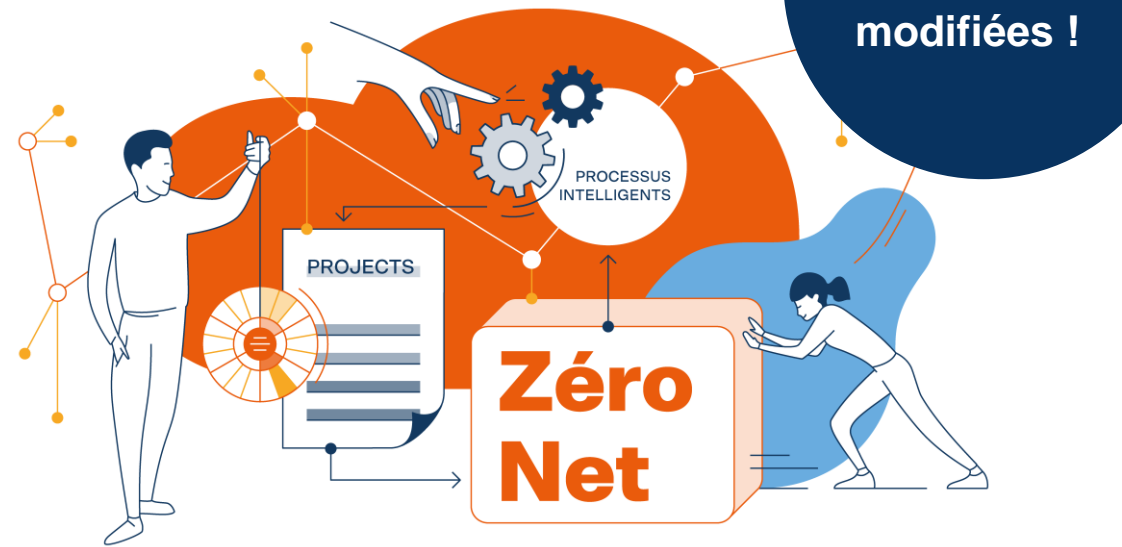 modifiées !
PROCESSUS
INTELLIGENTS
PROJECTS
Zéro
Net